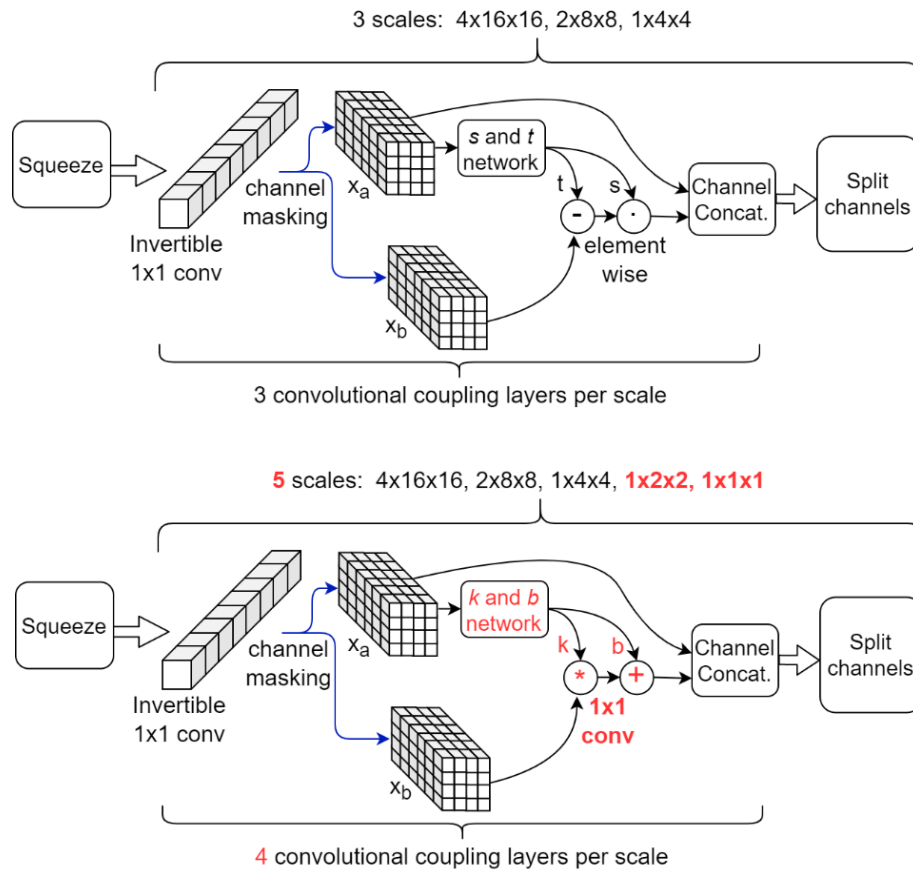 3 scales: 4x16x16, 2x8x8, 1x4x4
Squeeze
Invertible
1x1 conv
channel
masking
x_a
x_b
s and t
network
t
s
-
·
element
wise
Channel
Concat.
Split
channels
3 convolutional coupling layers per scale
5 scales: 4x16x16, 2x8x8, 1x4x4, 1x2x2, 1x1x1
Squeeze
Invertible
1x1 conv
channel
masking
x_a
x_b
k and b
network
k
b
*
+
1x1
conv
Channel
Concat.
Split
channels
4 convolutional coupling layers per scale